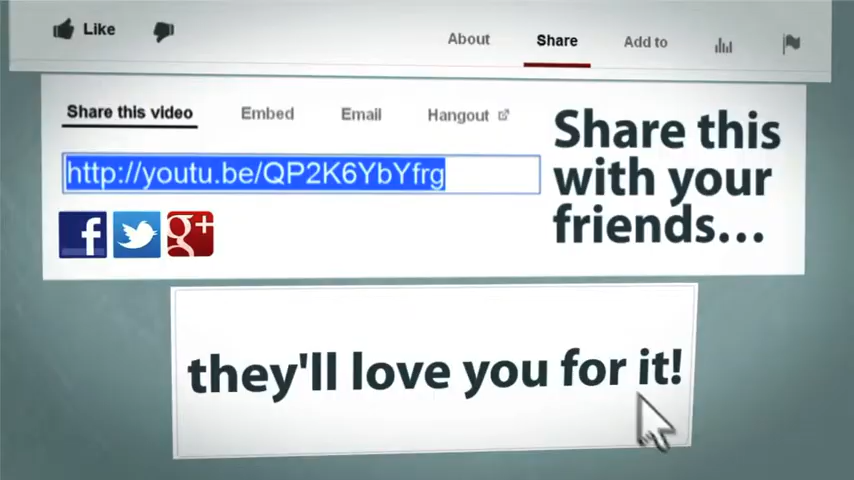 Like
About Share Add to
Share this video Embed Email Hangout
http://youtu.be/QP2K6YbYfrg
f g+
Share this
with your
friends...
they'll love you for it!